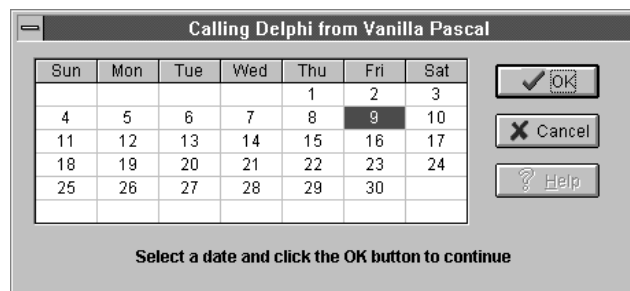 Calling Delphi from Vanilla Pascal
Sun Mon Tue Wed Thu Fri Sat
1 2 3
4 5 6 7 8 9 10
11 12 13 14 15 16 17
18 19 20 21 22 23 24
25 26 27 28 29 30
OK
Cancel
? Help
Select a date and click the OK button to continue